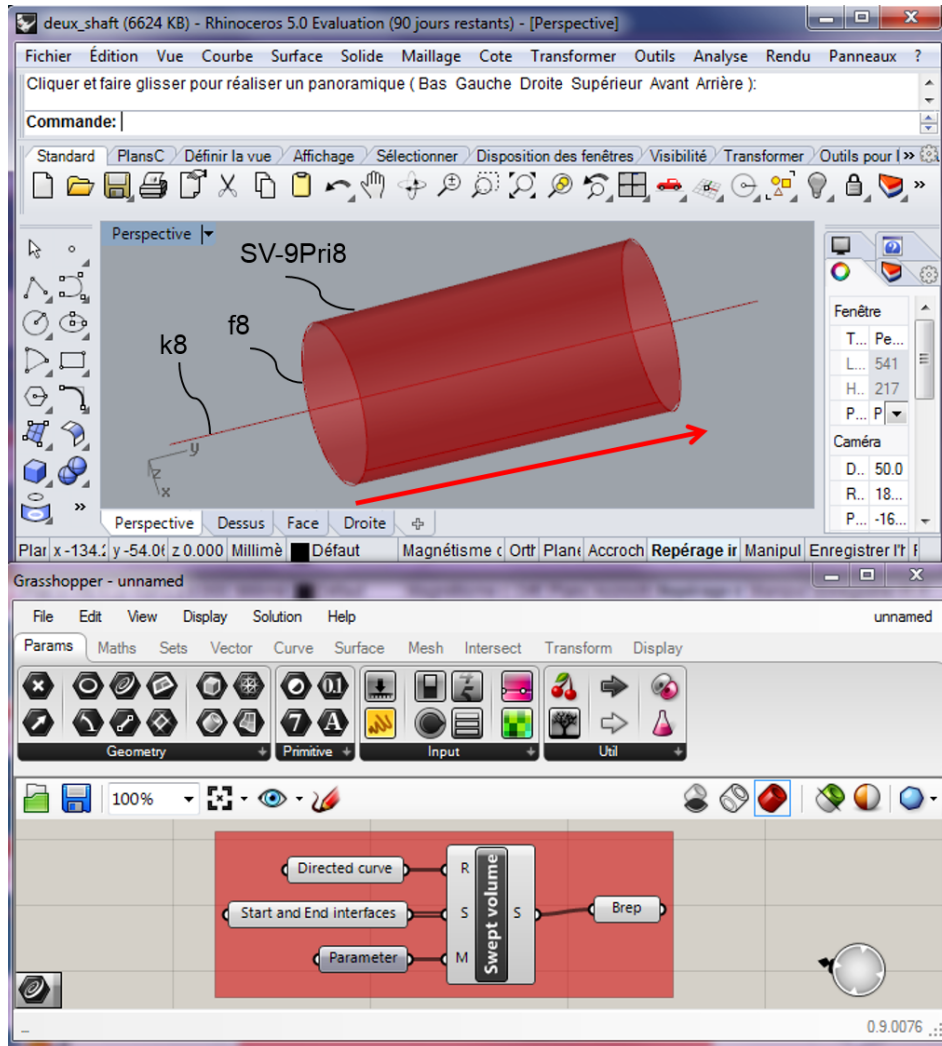 deux_shaft (6624 KB) - Rhinoceros 5.0 Evaluation (90 jours restants) - [Perspective]
Fichier Édition Vue Courbe Surface Solide Maillage Cote Transformer Outils Analyse Rendu Panneaux ?
Cliquer et faire glisser pour réaliser un panoramique ( Bas Gauche Droite Supérieur Avant Arrière ):
Commande:
Standard PlansC Définir la vue Affichage Sélectionner Disposition des fenêtres Visibilité Transformer Outils pour l »
»
Perspective
SV-9Pri8
f8
k8
y
z
x
»
Fenêtre
T... Pe...
L... 541
H.. 217
P... P
Caméra
D.. 50.0
R.. 18...
P... -16...
Perspective Dessus Face Droite
Plar x -134.2 y -54.06 z 0.000 Millimè Défaut Magnétisme c Orth Plane Accroch Repérage ir Manipul Enregistrer l'h F
Grasshopper - unnamed
File Edit View Display Solution Help unnamed
Params Maths Sets Vector Curve Surface Mesh Intersect Transform Display
0.1
7 A
Geometry Primitive Input Util
100%
Directed curve
Start and End interfaces
Parameter
R
S
M
Swept volume
S
Brep
0.9.0076